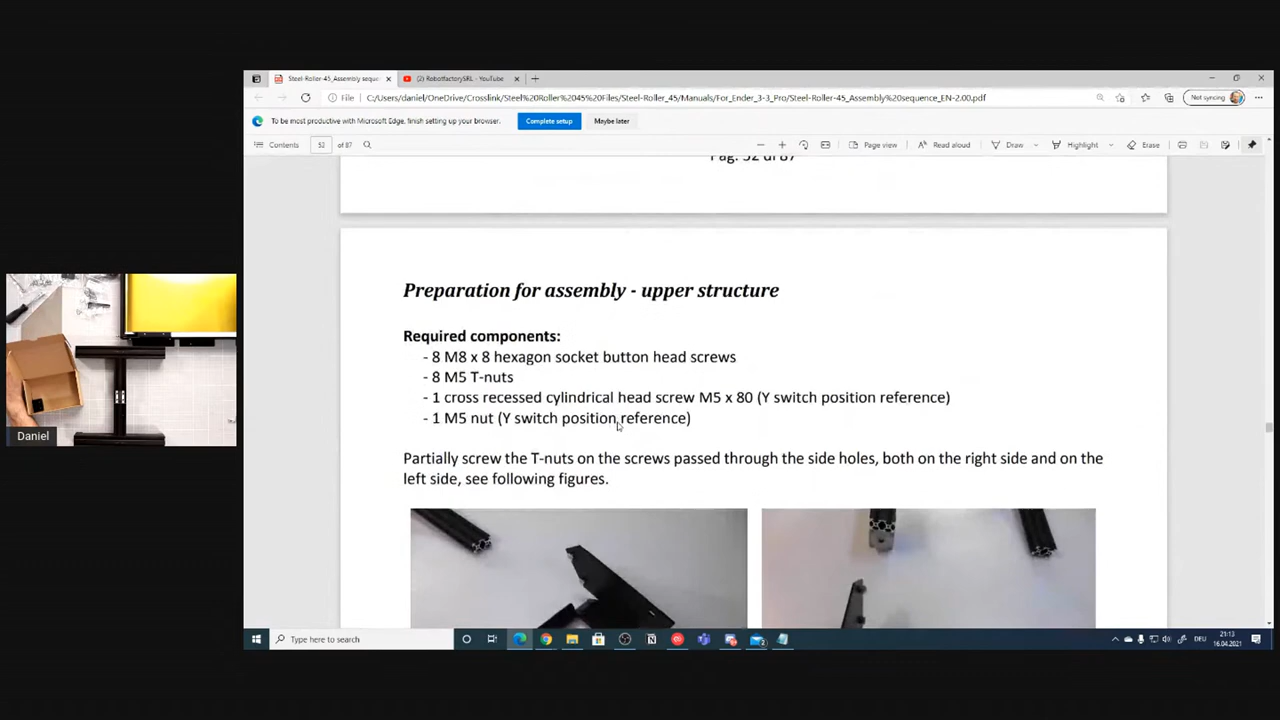 Steel-Roller-45_Assembly seque
(2) RobotfactorySRL - YouTube
File
C:/Users/daniel/OneDrive/Crosslink/Steel%20Roller%2045%20Files/Steel-Roller_45/Manuals/For_Ender_3-3_Pro/Steel-Roller-45_Assembly%20sequence_EN-2.00.pdf
Not syncing
To be most productive with Microsoft Edge, finish setting up your browser.
Complete setup
Maybe later
Contents
52
of 87
Page view
Read aloud
Draw
Highlight
Erase
Pag. 52 di 87
Preparation for assembly - upper structure
Required components:
- 8 M8 x 8 hexagon socket button head screws
- 8 M5 T-nuts
- 1 cross recessed cylindrical head screw M5 x 80 (Y switch position reference)
- 1 M5 nut (Y switch position reference)
Partially screw the T-nuts on the screws passed through the side holes, both on the right side and on the
left side, see following figures.
Daniel
Type here to search
DEU
21:13
16.04.2021